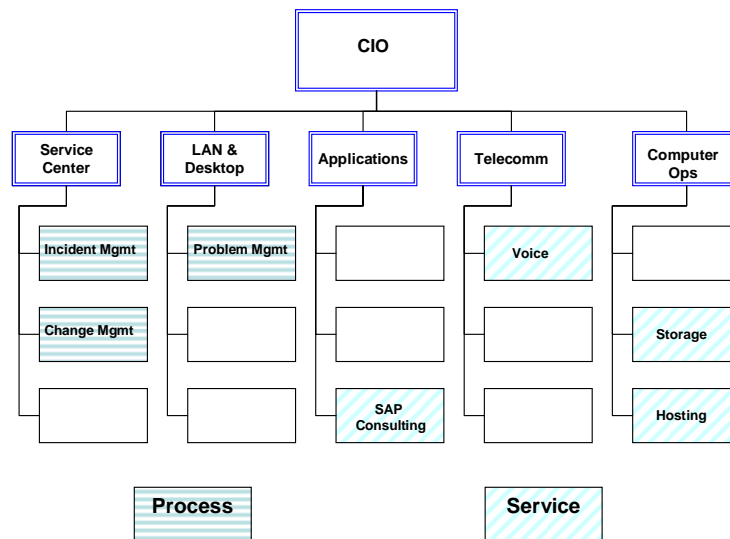 CIO
Service
Center
LAN &
Desktop
Applications
Telecomm
Computer
Ops
Incident Mgmt
Problem Mgmt
Voice
Change Mgmt
Storage
SAP
Consulting
Hosting
Process
Service